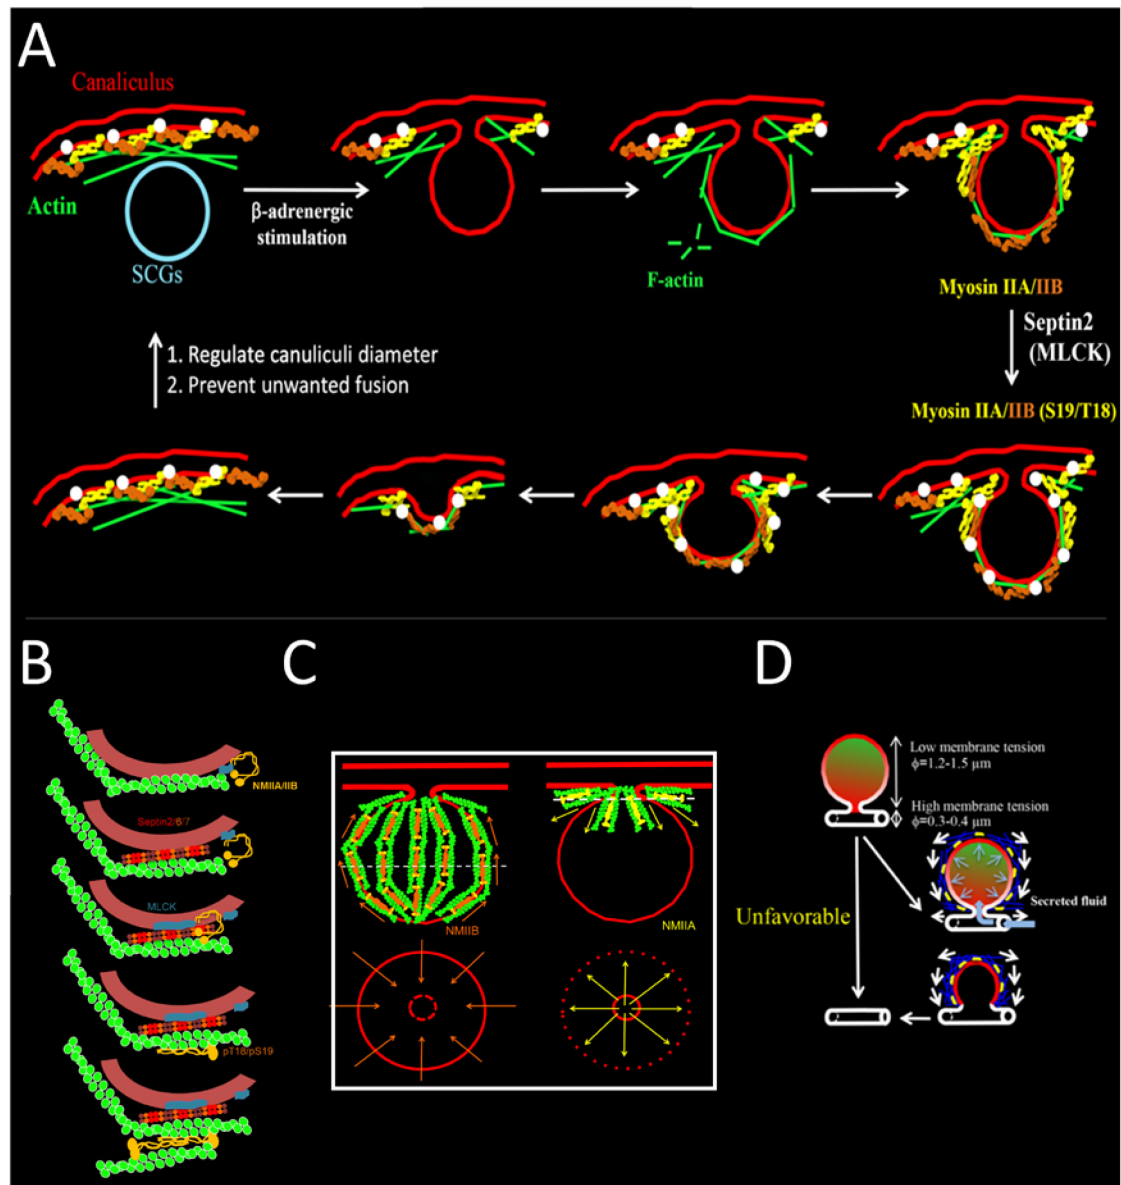 A
Canaliculus
Actin
SCGs
β-adrenergic
stimulation
F-actin
Myosin IIA/IIB
Septin2
(MLCK)
1. Regulate canuliculi diameter
2. Prevent unwanted fusion
Myosin IIA/IIB (S19/T18)
B
NMIIA/IIB
Septin2/6/7
MLCK
pT18/pS19
C
NMIIB
NMIIA
D
Low membrane tension
ϕ=1.2-1.5 μm
High membrane tension
ϕ=0.3-0.4 μm
Secreted fluid
Unfavorable